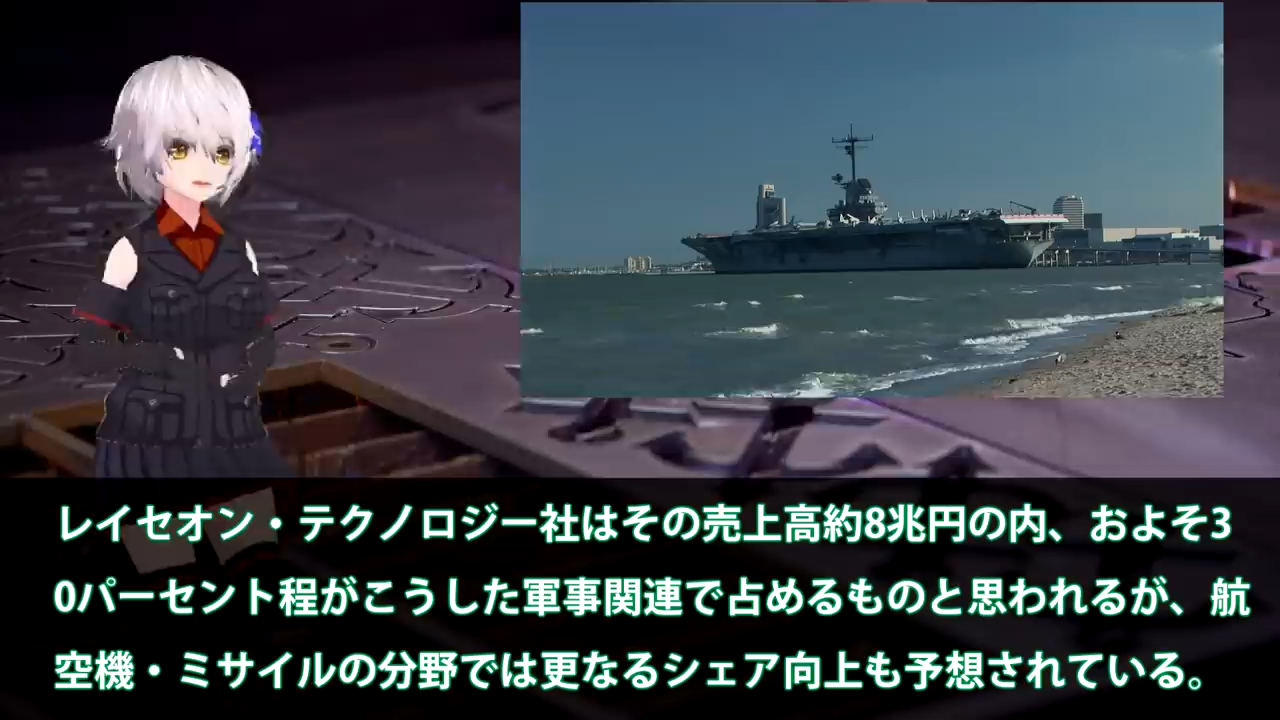 レイセオン・テクノロジー社はその売上高約8兆円の内、およそ3
0パーセント程がこうした軍事関連で占めるものと思われるが、航
空機・ミサイルの分野では更なるシェア向上も予想されている。